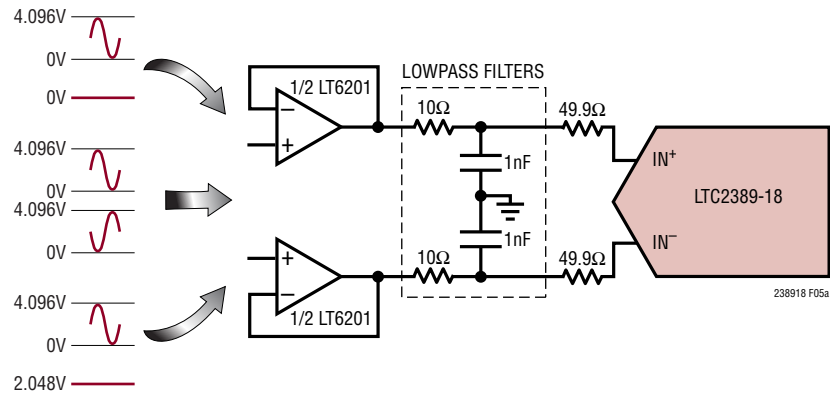 4.096V
0V
0V
4.096V
0V
4.096V
0V
4.096V
0V
2.048V
1/2 LT6201
−
+
+
−
1/2 LT6201
LOWPASS FILTERS
10Ω
1nF
1nF
10Ω
49.9Ω
49.9Ω
IN+
LTC2389-18
IN−
238918 F05a